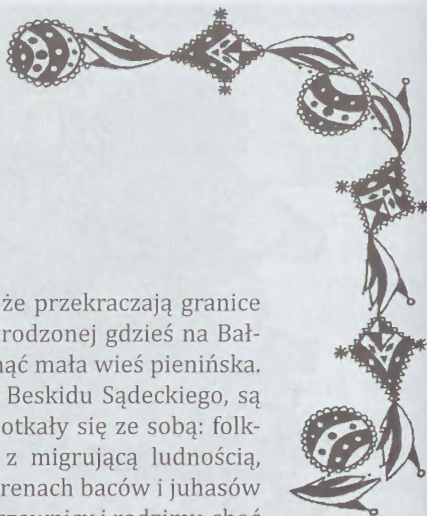 że przekraczają granice
rodzonej gdzieś na Bał-
nąć mała wieś pienińska.
Beskidu Sądeckiego, są
otkały się ze sobą: folk-
z migrującą ludnością,
renach baców i juhasów